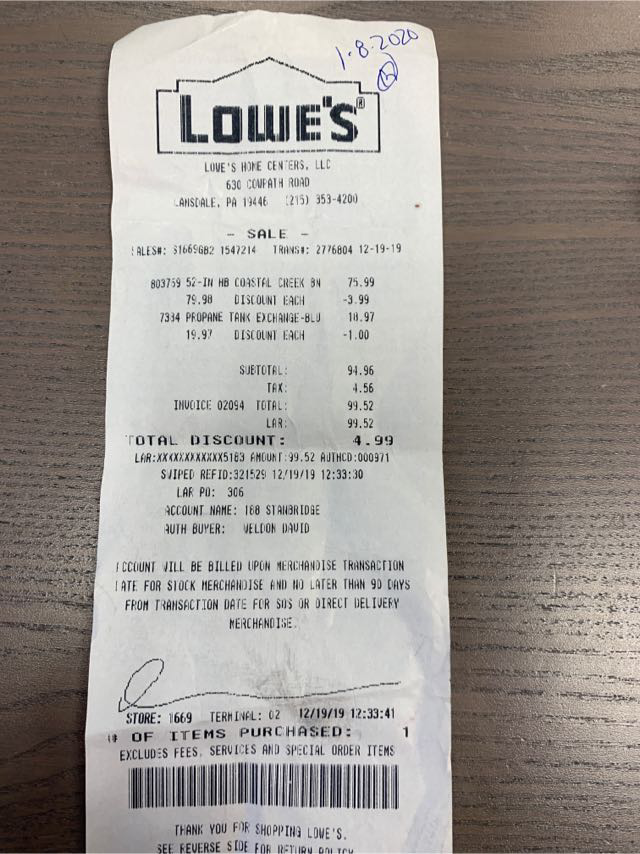 1-8-2020
LOWE'S®
LOWE'S HOME CENTERS, LLC
630 COWPATH ROAD
LANSDALE, PA 19446 (215) 353-4200
- SALE -
SALES#: S1669GB2 1547214 TRANS#: 2776804 12-19-19
803759 52-IN HB COASTAL CREEK BN 75.99
79.98 DISCOUNT EACH -3.99
7334 PROPANE TANK EXCHANGE-BLU 18.97
19.97 DISCOUNT EACH -1.00
SUBTOTAL: 94.96
TAX: 4.56
INVOICE 02094 TOTAL: 99.52
LAR: 99.52
TOTAL DISCOUNT: 4.99
LAR:XXXXXXXXXXXX5183 AMOUNT:99.52 AUTHCD:000971
SWIPED REFID:321529 12/19/19 12:33:30
LAR PO: 306
ACCOUNT NAME: 188 STANBRIDGE
AUTH BUYER: WELDON DAVID
ACCOUNT WILL BE BILLED UPON MERCHANDISE TRANSACTION
DATE FOR STOCK MERCHANDISE AND NO LATER THAN 90 DAYS
FROM TRANSACTION DATE FOR SOS OR DIRECT DELIVERY
MERCHANDISE.
STORE: 1669 TERMINAL: 02 12/19/19 12:33:41
# OF ITEMS PURCHASED: 1
EXCLUDES FEES, SERVICES AND SPECIAL ORDER ITEMS
THANK YOU FOR SHOPPING LOWE'S.
SEE REVERSE SIDE FOR RETURN POLICY